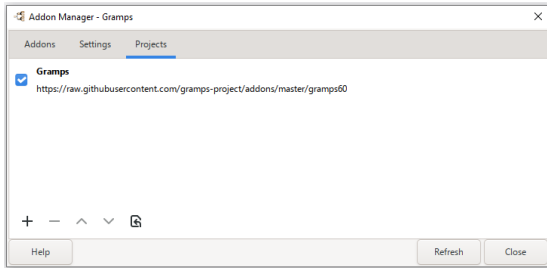 Addon Manager - Gramps
Addons Settings Projects
Gramps
https://raw.githubusercontent.com/gramps-project/addons/master/gramps60
Help Refresh Close